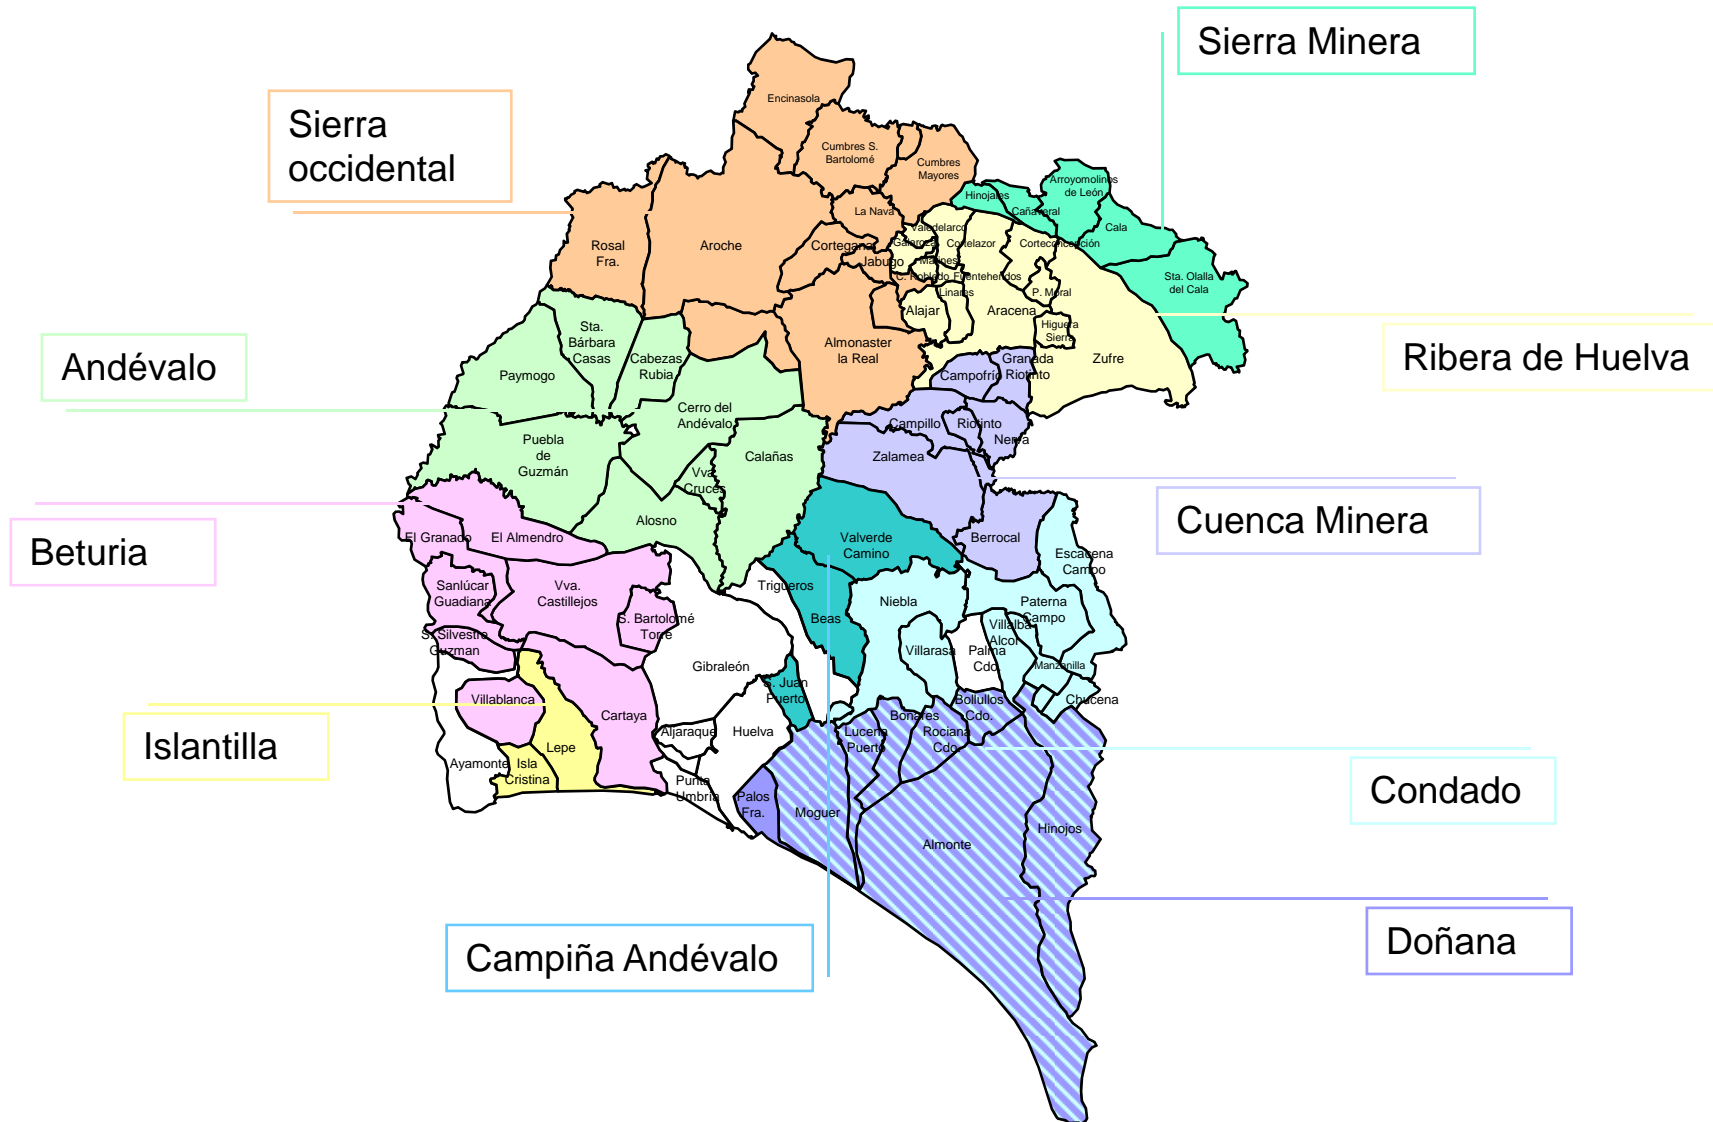 Sierra Minera
Sierra
occidental
Encinasola
Cumbres S.
Bartolomé
Cumbres
Mayores
Arroyomolinos
de León
Hinojales
Cañaveral
Cala
La Nava
Valdelarco
Galaroza
Cortelazor
Corteconcepción
Rosal
Fra.
Aroche
Cortegana
Jabugo
Marines
C. Robledo
Fuenteheridos
Linares
P. Moral
Sta. Olalla
del Cala
Alajar
Aracena
Higuera
Sierra
Zufre
Ribera de Huelva
Andévalo
Sta.
Bárbara
Casas
Cabezas
Rubia
Paymogo
Almonaster
la Real
Granada
Riotinto
Campofrío
Cerro del
Andévalo
Campillo
Riotinto
Nerva
Puebla
de
Guzmán
Calañas
Zalamea
Vva.
Cruces
Alosno
Cuenca Minera
Beturia
El Granado
El Almendro
Valverde
Camino
Berrocal
Escacena
Campo
Sanlúcar
Guadiana
Vva.
Castillejos
Trigueros
Beas
Niebla
Paterna
Campo
S. Bartolomé
Torre
S. Silvestro
Guzman
Villalba
Alcor
Villarasa
Palma
Cdo.
Manzanilla
Gibraleón
S. Juan
Puerto
Chucena
Villablanca
Cartaya
Bollullos
Cdo.
Bonares
Rociana
Cdo.
Lucena
Puerto
Aljaraque
Huelva
Islantilla
Lepe
Ayamonte
Isla
Cristina
Punta
Umbría
Palos
Fra.
Moguer
Condado
Hinojos
Almonte
Campiña Andévalo
Doñana